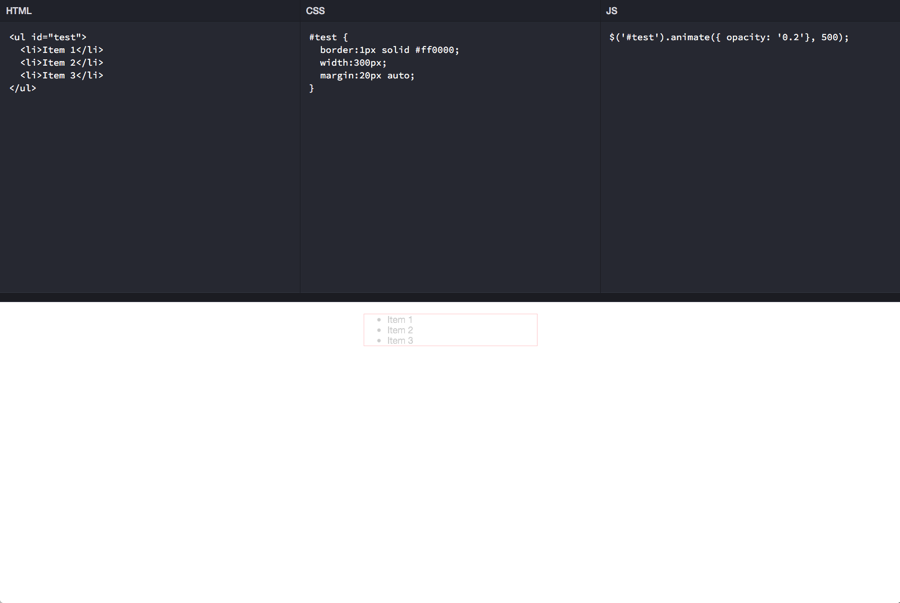 HTML
<ul id="test">
  <li>Item 1</li>
  <li>Item 2</li>
  <li>Item 3</li>
</ul>
CSS
#test {
  border:1px solid #ff0000;
  width:300px;
  margin:20px auto;
}
JS
$('#test').animate({ opacity: '0.2'}, 500);
Item 1
Item 2
Item 3